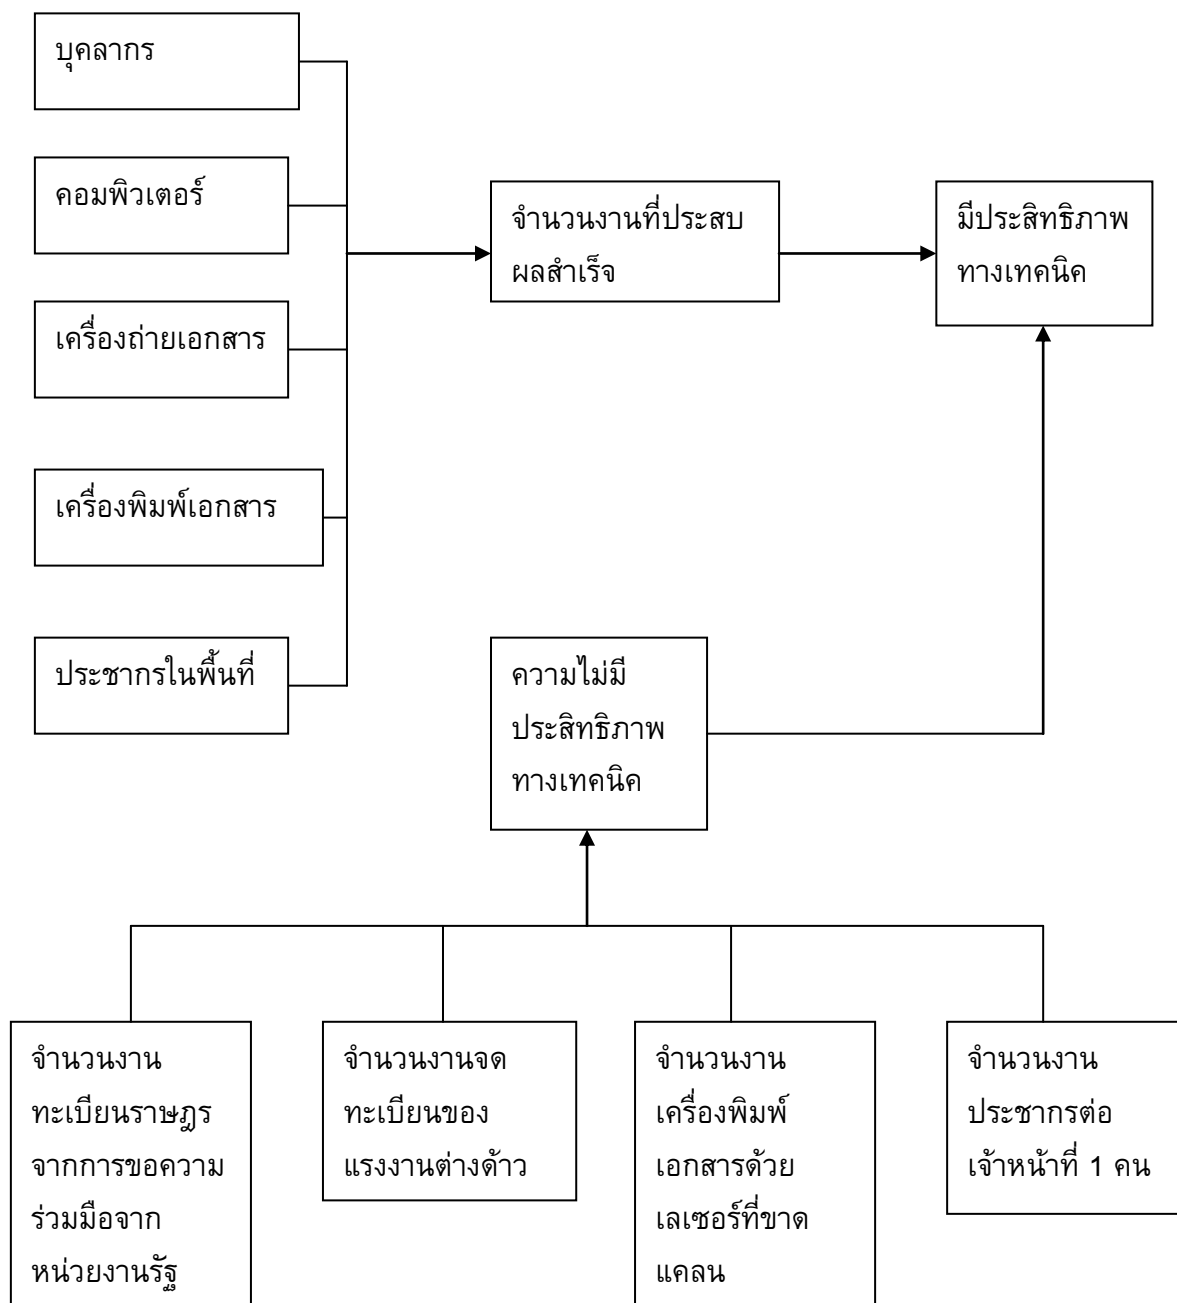 บุคลากร
คอมพิวเตอร์
เครื่องถ่ายเอกสาร
เครื่องพิมพ์เอกสาร
ประชากรในพื้นที่
จำนวนงานที่ประสบ
ผลสำเร็จ
มีประสิทธิภาพ
ทางเทคนิค
ความไม่มี
ประสิทธิภาพ
ทางเทคนิค
จำนวนงาน
ทะเบียนราษฎร
จากการขอความ
ร่วมมือจาก
หน่วยงานรัฐ
จำนวนงานจด
ทะเบียนของ
แรงงานต่างด้าว
จำนวนงาน
เครื่องพิมพ์
เอกสารด้วย
เลเซอร์ที่ขาด
แคลน
จำนวนงาน
ประชากรต่อ
เจ้าหน้าที่ 1 คน